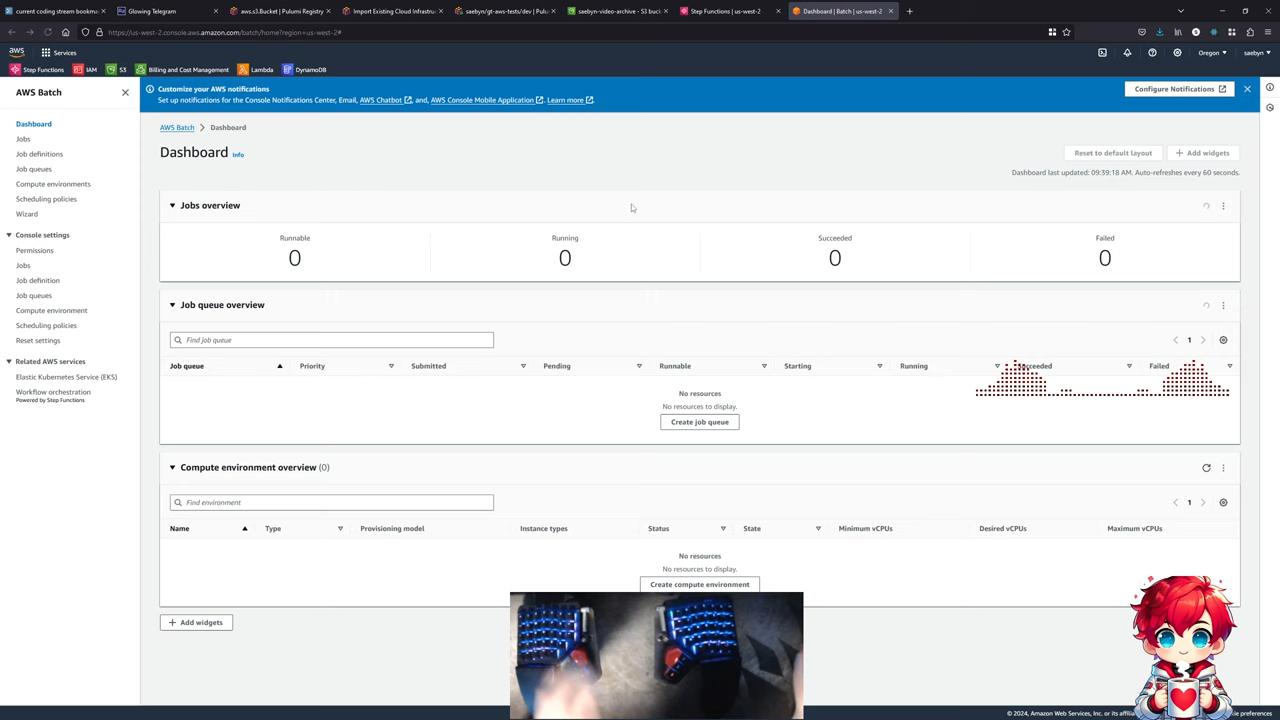 current coding stream bookma
Glowing Telegram
aws.s3.Bucket | Pulumi Registry
Import Existing Cloud Infrastru
saebyn/gt-aws-tests/dev | Pulu
saebyn-video-archive - S3 buc
Step Functions | us-west-2
Dashboard | Batch | us-west-2
https://us-west-2.console.aws.amazon.com/batch/home?region=us-west-2#
aws
Services
Oregon
saebyn
Step Functions
IAM
S3
Billing and Cost Management
Lambda
DynamoDB
AWS Batch
Dashboard
Jobs
Job definitions
Job queues
Compute environments
Scheduling policies
Wizard
Console settings
Permissions
Jobs
Job definition
Job queues
Compute environment
Scheduling policies
Reset settings
Related AWS services
Elastic Kubernetes Service (EKS)
Workflow orchestration
Powered by Step Functions
Customize your AWS notifications
Set up notifications for the Console Notifications Center, Email, AWS Chatbot, and, AWS Console Mobile Application. Learn more.
Configure Notifications
AWS Batch > Dashboard
Dashboard Info
Reset to default layout
Add widgets
Dashboard last updated: 09:39:18 AM. Auto-refreshes every 60 seconds.
Jobs overview
Runnable Running Succeeded Failed
0 0 0 0
Job queue overview
Find job queue
1
Job queue Priority Submitted Pending Runnable Starting Running Succeeded Failed
No resources
No resources to display.
Create job queue
Compute environment overview (0)
Find environment
1
Name Type Provisioning model Instance types Status State Minimum vCPUs Desired vCPUs Maximum vCPUs
No resources
No resources to display.
Create compute environment
Add widgets
© 2024, Amazon Web Services, Inc. or its affilia
preferences